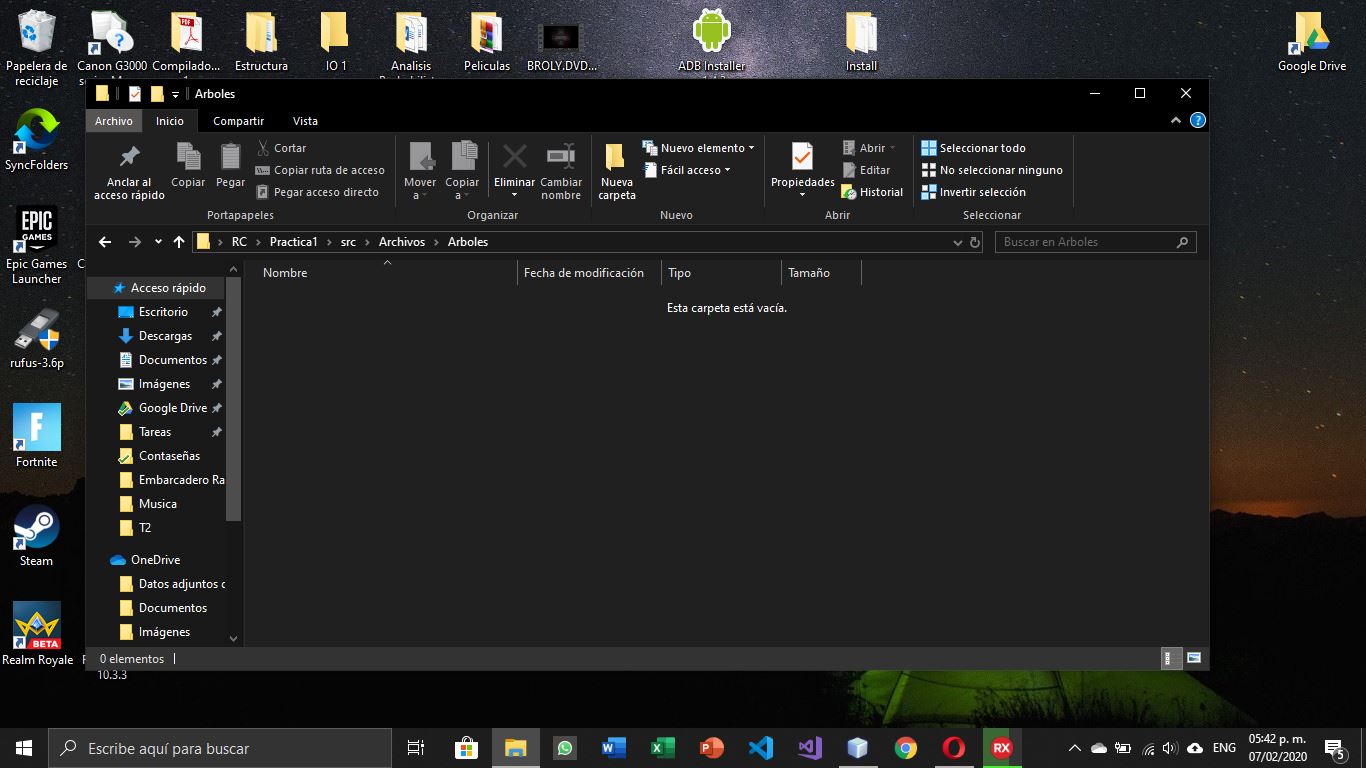 Papelera de reciclaje
Canon G3000
Compilado...
Estructura
IO 1
Analisis
Peliculas
BROLY.DVD...
ADB Installer
Install
Google Drive
SyncFolders
Epic Games Launcher
rufus-3.6p
Fortnite
Steam
Realm Royale
BETA
10.3.3
Arboles
Archivo
Inicio
Compartir
Vista
Anclar al acceso rápido
Copiar
Pegar
Cortar
Copiar ruta de acceso
Pegar acceso directo
Portapapeles
Mover a
Copiar a
Eliminar
Cambiar nombre
Organizar
Nueva carpeta
Nuevo elemento
Fácil acceso
Nuevo
Propiedades
Abrir
Editar
Historial
Abrir
Seleccionar todo
No seleccionar ninguno
Invertir selección
Seleccionar
RC > Practica1 > src > Archivos > Arboles
Buscar en Arboles
Nombre
Fecha de modificación
Tipo
Tamaño
Esta carpeta está vacía.
Acceso rápido
Escritorio
Descargas
Documentos
Imágenes
Google Drive
Tareas
Contaseñas
Embarcadero Ra
Musica
T2
OneDrive
Datos adjuntos c
Documentos
Imágenes
0 elementos
Escribe aquí para buscar
RX
ENG
05:42 p. m.
07/02/2020
5